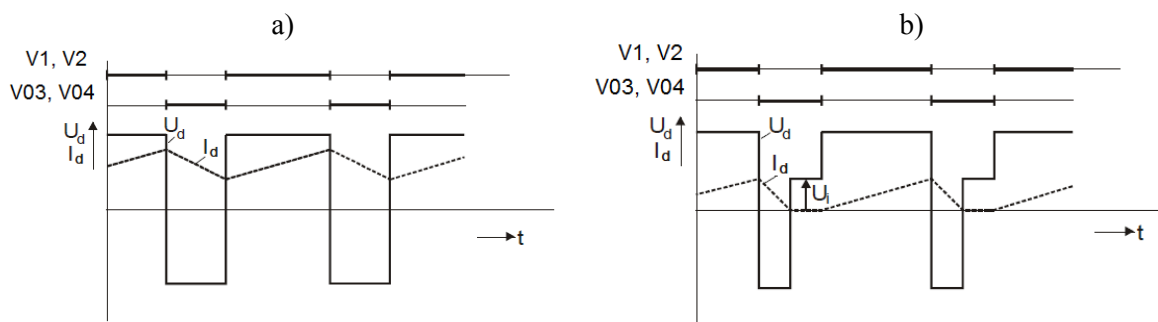 a)
V1, V2
V03, V04
U_d
I_d
U_d
I_d
t
b)
V1, V2
V03, V04
U_d
I_d
U_d
I_d
U_i
t